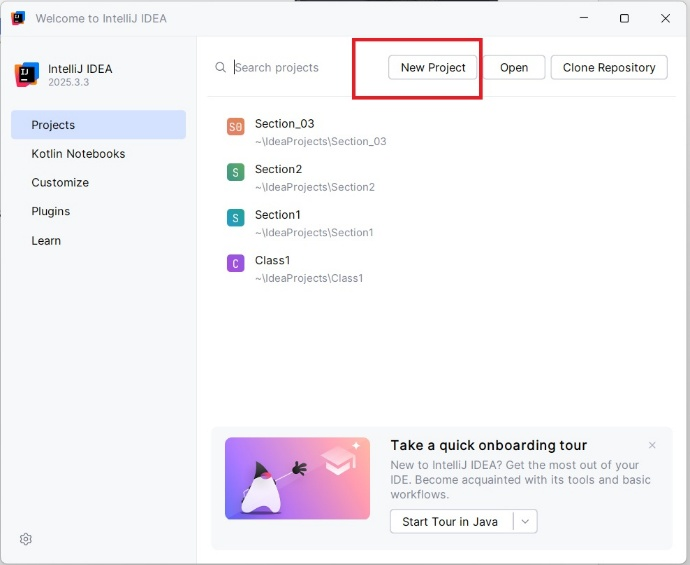 Welcome to IntelliJ IDEA
IntelliJ IDEA
2025.3.3
Projects
Kotlin Notebooks
Customize
Plugins
Learn
Search projects
New Project
Open
Clone Repository
S0
Section_03
~\IdeaProjects\Section_03
S
Section2
~\IdeaProjects\Section2
S
Section1
~\IdeaProjects\Section1
C
Class1
~\IdeaProjects\Class1
Take a quick onboarding tour
New to IntelliJ IDEA? Get the most out of your
IDE. Become acquainted with its tools and basic
workflows.
Start Tour in Java